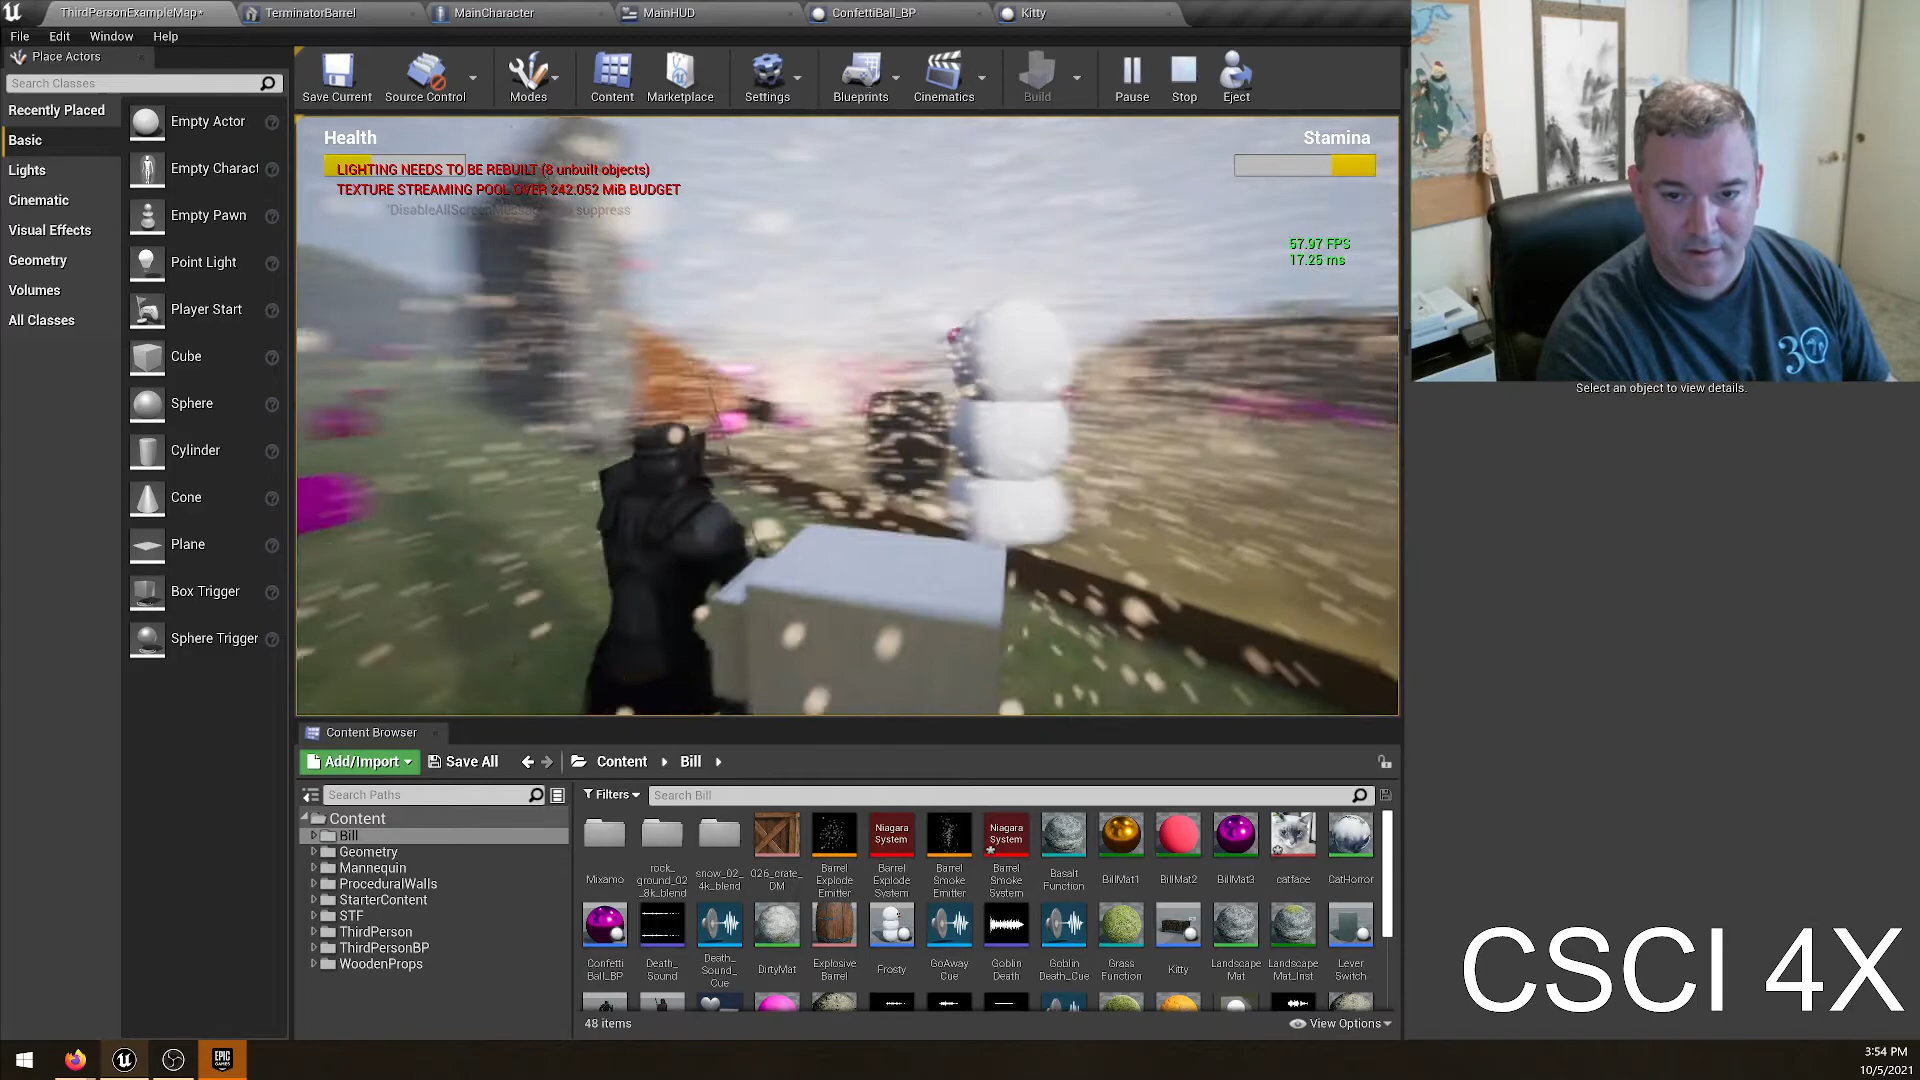 ThirdPersonExampleMap*
TerminatorBarrel
MainCharacter
MainHUD
ConfettiBall_BP
Kitty
File Edit Window Help
Place Actors
Search Classes
Recently Placed
Basic
Lights
Cinematic
Visual Effects
Geometry
Volumes
All Classes
Empty Actor
Empty Charact
Empty Pawn
Point Light
Player Start
Cube
Sphere
Cylinder
Cone
Plane
Box Trigger
Sphere Trigger
Save Current
Source Control
Modes
Content
Marketplace
Settings
Blueprints
Cinematics
Build
Pause
Stop
Eject
Health
Stamina
LIGHTING NEEDS TO BE REBUILT (8 unbuilt objects)
TEXTURE STREAMING POOL OVER 242.052 MiB BUDGET
suppress
57.97 FPS
17.25 ms
30
Select an object to view details.
Content Browser
Add/Import
Save All
Content
Bill
Search Paths
Filters
Search Bill
Content
Bill
Geometry
Mannequin
ProceduralWalls
StarterContent
STF
ThirdPerson
ThirdPersonBP
WoodenProps
Niagara System
Niagara System
Mixamo
rock_ground_02_8k_blend
snow_02_4k_blend
026_crate_DM
Barrel Explode Emitter
Barrel Explode System
Barrel Smoke Emitter
Barrel Smoke System
Basalt Function
BillMat1
BillMat2
BillMat3
catface
CatHorror
Confetti Ball_BP
Death_Sound
Death_Sound_Cue
DirtyMat
Explosive Barrel
Frosty
GoAway Cue
Goblin Death
Goblin Death_Cue
Grass Function
Kitty
Landscape Mat
Landscape Mat_Inst
Lever Switch
48 items
View Options
CSCI 4X
EPIC GAMES
3:54 PM
10/5/2021